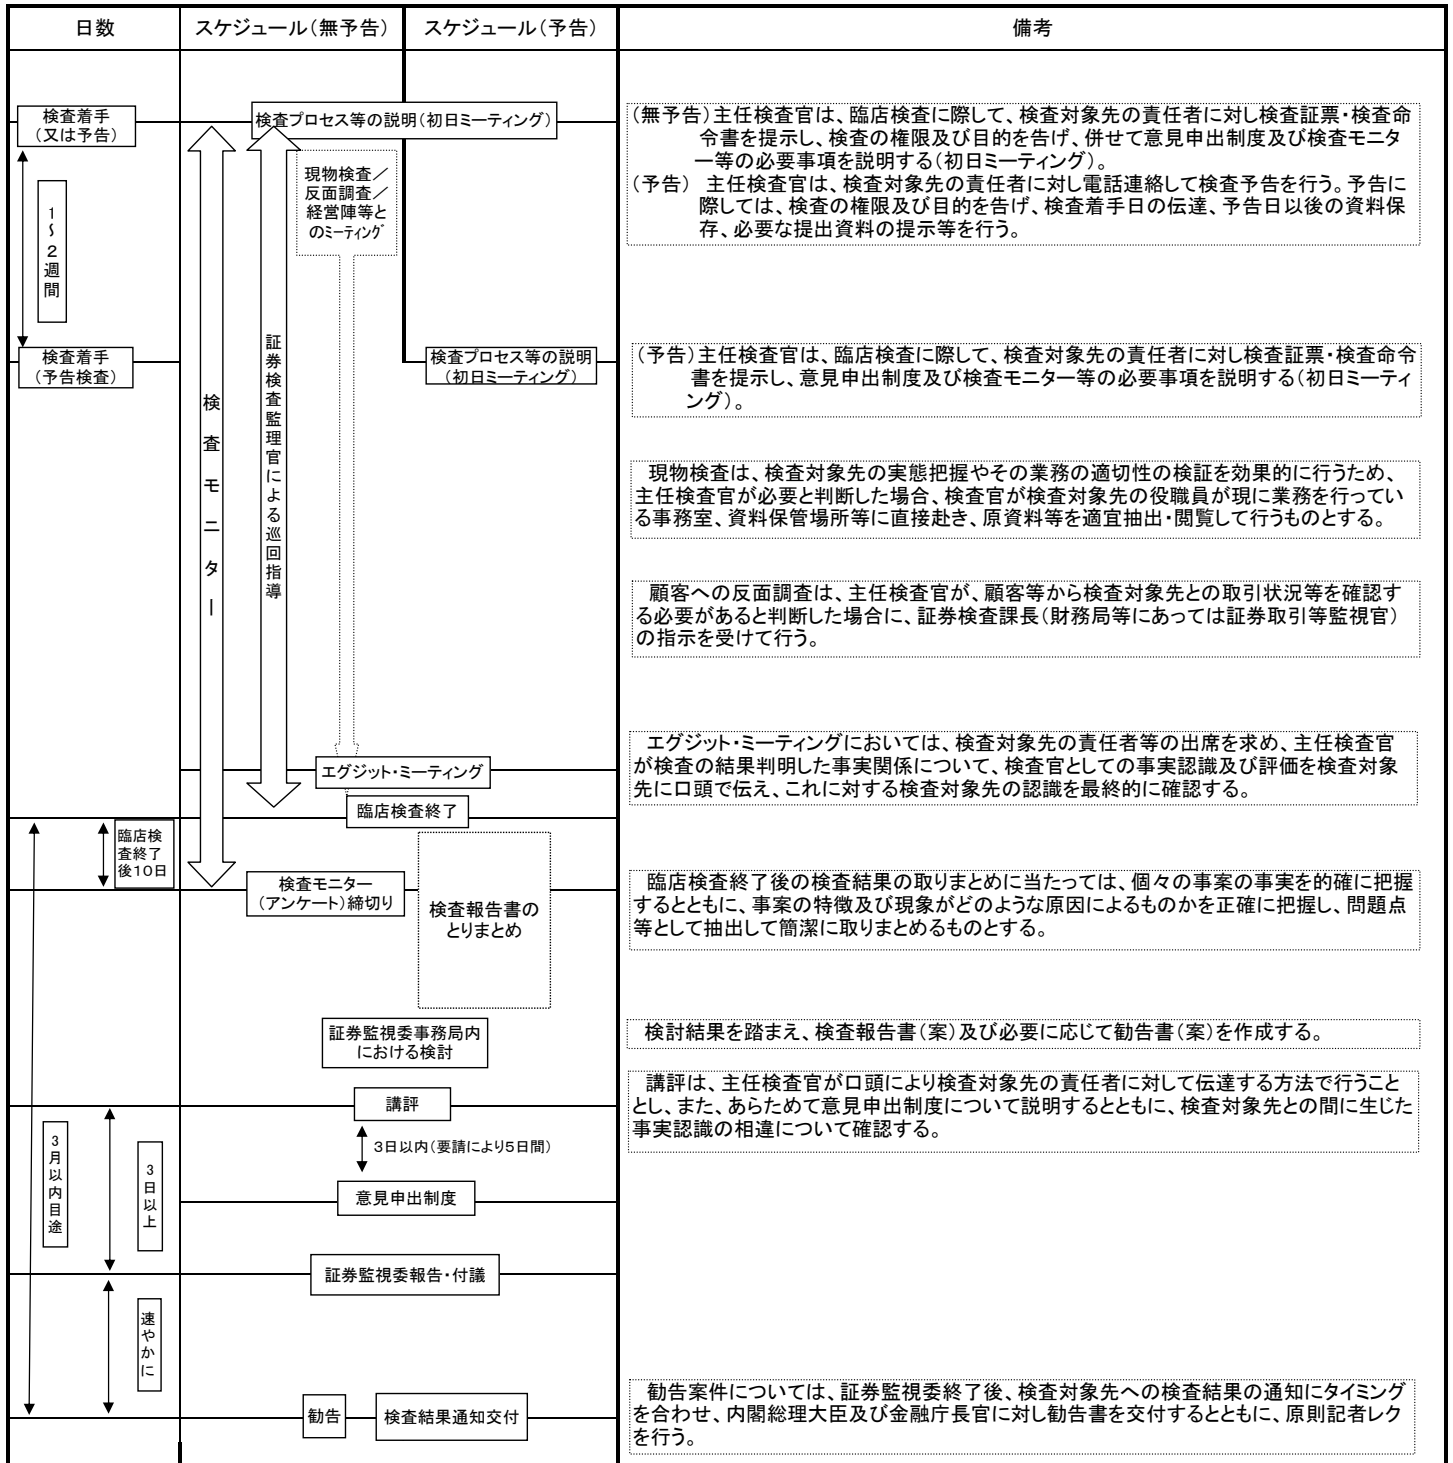 日数
スケジュール（無予告）
スケジュール（予告）
備考
検査着手
（又は予告）
検査プロセス等の説明（初日ミーティング）
（無予告）主任検査官は、臨店検査に際して、検査対象先の責任者に対し検査証票・検査命
令書を提示し、検査の権限及び目的を告げ、併せて意見申出制度及び検査モニタ
ー等の必要事項を説明する（初日ミーティング）。
（予告）　主任検査官は、検査対象先の責任者に対し電話連絡して検査予告を行う。予告に
際しては、検査の権限及び目的を告げ、検査着手日の伝達、予告日以後の資料保
存、必要な提出資料の提示等を行う。
現物検査／
反面調査／
経営陣等と
のミーティング
１～２週間
検査着手
（予告検査）
検査プロセス等の説明
（初日ミーティング）
（予告）主任検査官は、臨店検査に際して、検査対象先の責任者に対し検査証票・検査命令
書を提示し、意見申出制度及び検査モニター等の必要事項を説明する（初日ミーティ
ング）。
検査モニター
証券検査監理官による巡回指導
現物検査は、検査対象先の実態把握やその業務の適切性の検証を効果的に行うため、
主任検査官が必要と判断した場合、検査官が検査対象先の役職員が現に業務を行ってい
る事務室、資料保管場所等に直接赴き、原資料等を適宜抽出・閲覧して行うものとする。
顧客への反面調査は、主任検査官が、顧客等から検査対象先との取引状況等を確認す
る必要があると判断した場合に、証券検査課長（財務局等にあっては証券取引等監視官）
の指示を受けて行う。
エグジット・ミーティング
エグジット・ミーティングにおいては、検査対象先の責任者等の出席を求め、主任検査官
が検査の結果判明した事実関係について、検査官としての事実認識及び評価を検査対象
先に口頭で伝え、これに対する検査対象先の認識を最終的に確認する。
臨店検査終了
臨店検
査終了
後１０日
検査モニター
（アンケート）締切り
検査報告書の
とりまとめ
臨店検査終了後の検査結果の取りまとめに当たっては、個々の事案の事実を的確に把握
するとともに、事案の特徴及び現象がどのような原因によるものかを正確に把握し、問題点
等として抽出して簡潔に取りまとめるものとする。
証券監視委事務局内
における検討
検討結果を踏まえ、検査報告書（案）及び必要に応じて勧告書（案）を作成する。
講評
講評は、主任検査官が口頭により検査対象先の責任者に対して伝達する方法で行うこと
とし、また、あらためて意見申出制度について説明するとともに、検査対象先との間に生じた
事実認識の相違について確認する。
３月以内目途
３日以上
３日以内（要請により５日間）
意見申出制度
証券監視委報告・付議
速やかに
勧告
検査結果通知交付
勧告案件については、証券監視委終了後、検査対象先への検査結果の通知にタイミング
を合わせ、内閣総理大臣及び金融庁長官に対し勧告書を交付するとともに、原則記者レク
を行う。